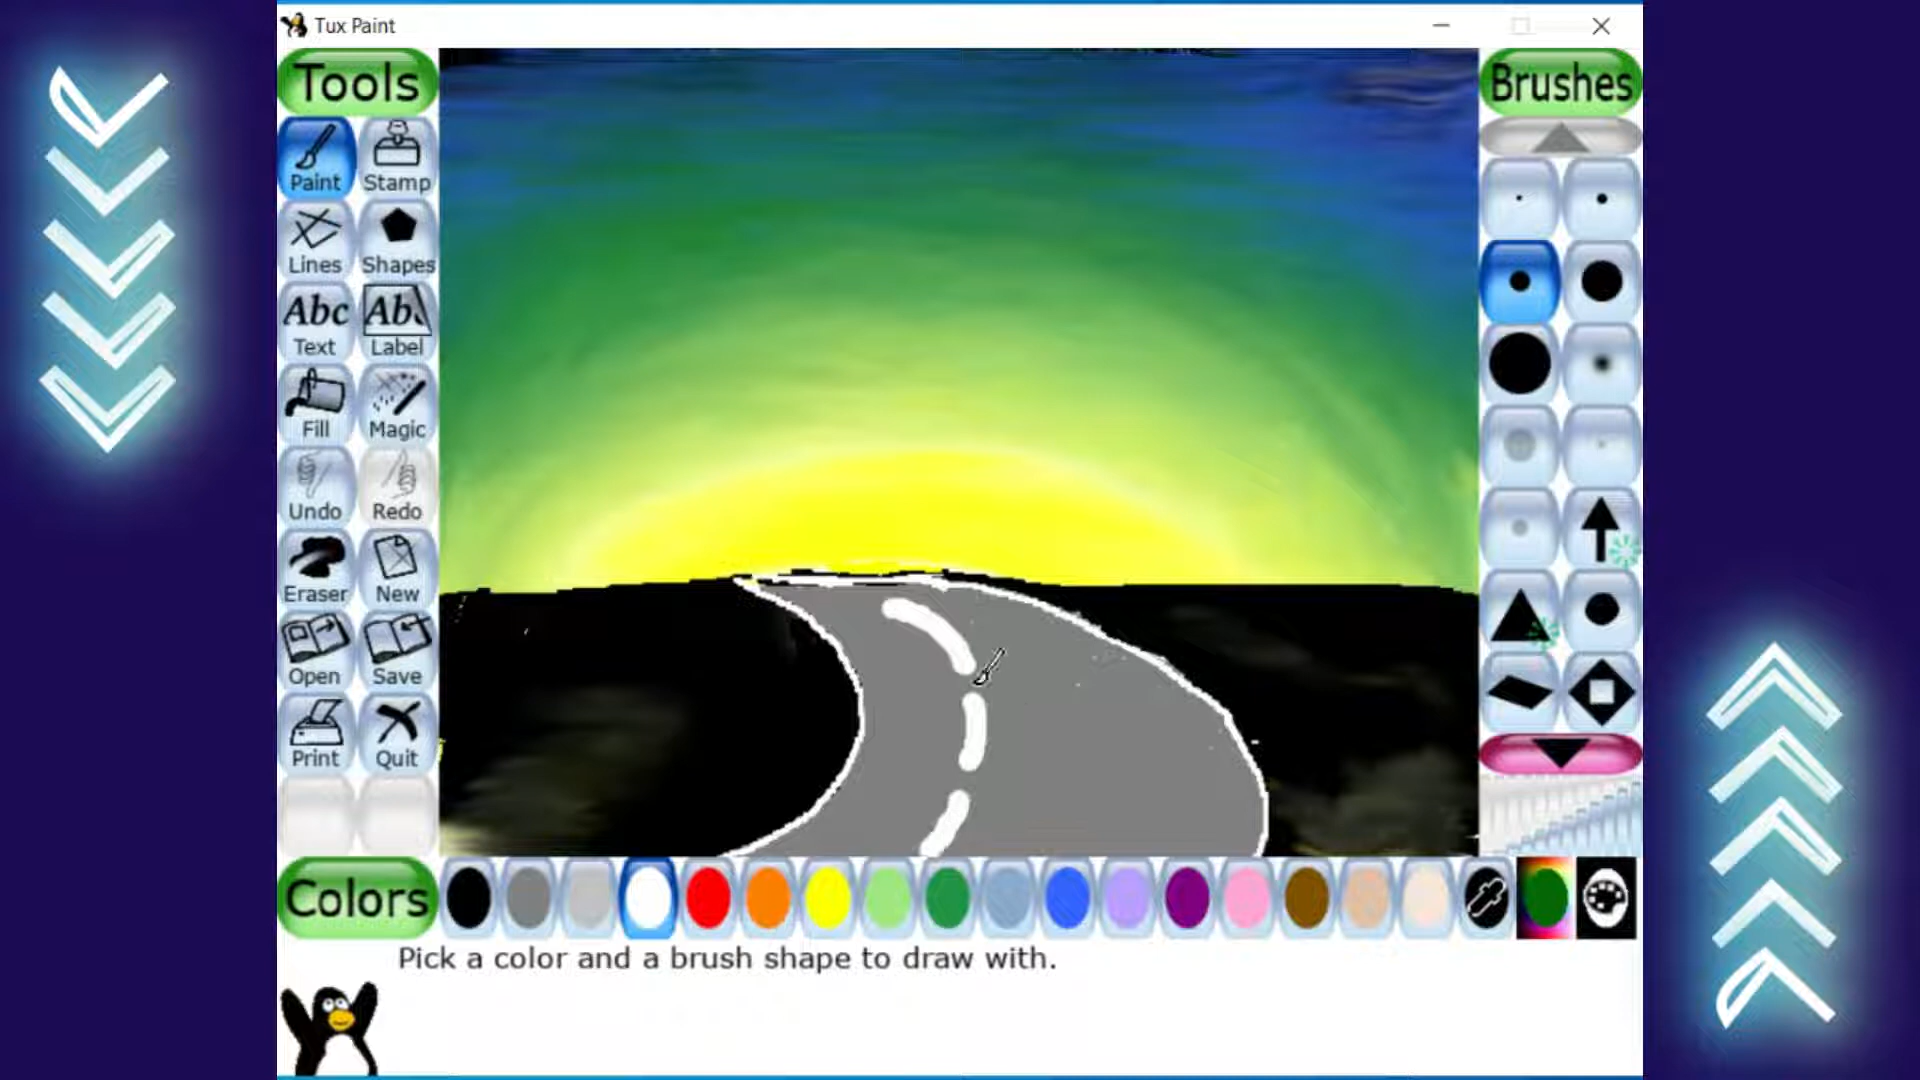 Tux Paint
Tools
Brushes
Paint
Stamp
Lines
Shapes
Abc
Text
Abc
Label
Fill
Magic
Undo
Redo
Eraser
New
Open
Save
Print
Quit
Colors
Pick a color and a brush shape to draw with.